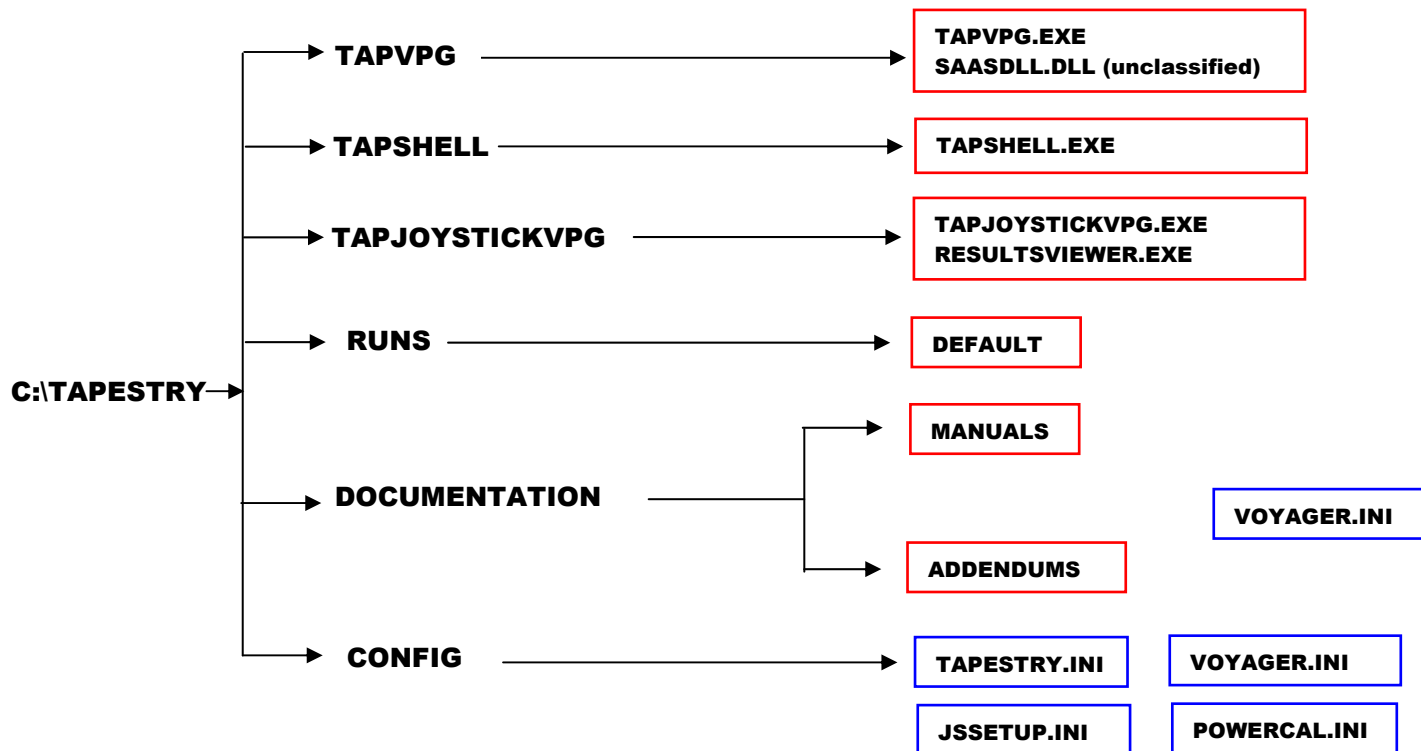 TAPVPG
TAPVPG.EXE
SAASDLL.DLL (unclassified)
TAPSHELL
TAPSHELL.EXE
TAPJOYSTICKVPG
TAPJOYSTICKVPG.EXE
RESULTSVIEWER.EXE
RUNS
DEFAULT
C:\TAPESTRY
MANUALS
DOCUMENTATION
VOYAGER.INI
ADDENDUMS
CONFIG
TAPESTRY.INI
VOYAGER.INI
JSSETUP.INI
POWERCAL.INI